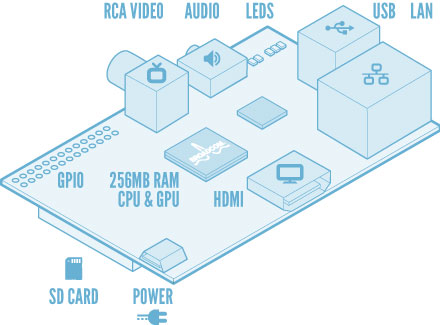 RCA VIDEO AUDIO LEDS USB LAN
GPIO 256MB RAM
CPU & GPU HDMI
SD CARD POWER